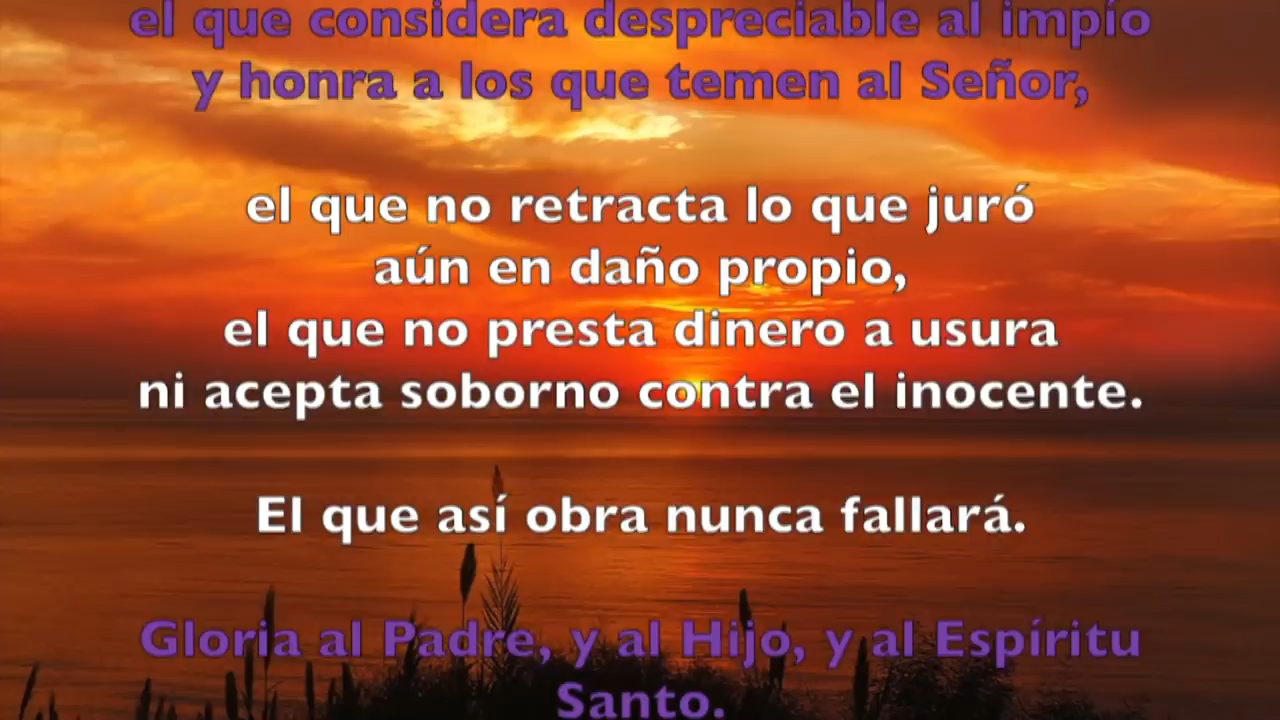 el que considera despreciable al impío
y honra a los que temen al Señor,
el que no retracta lo que juró
aún en daño propio,
el que no presta dinero a usura
ni acepta soborno contra el inocente.
El que así obra nunca fallará.
Gloria al Padre, y al Hijo, y al Espíritu
Santo.